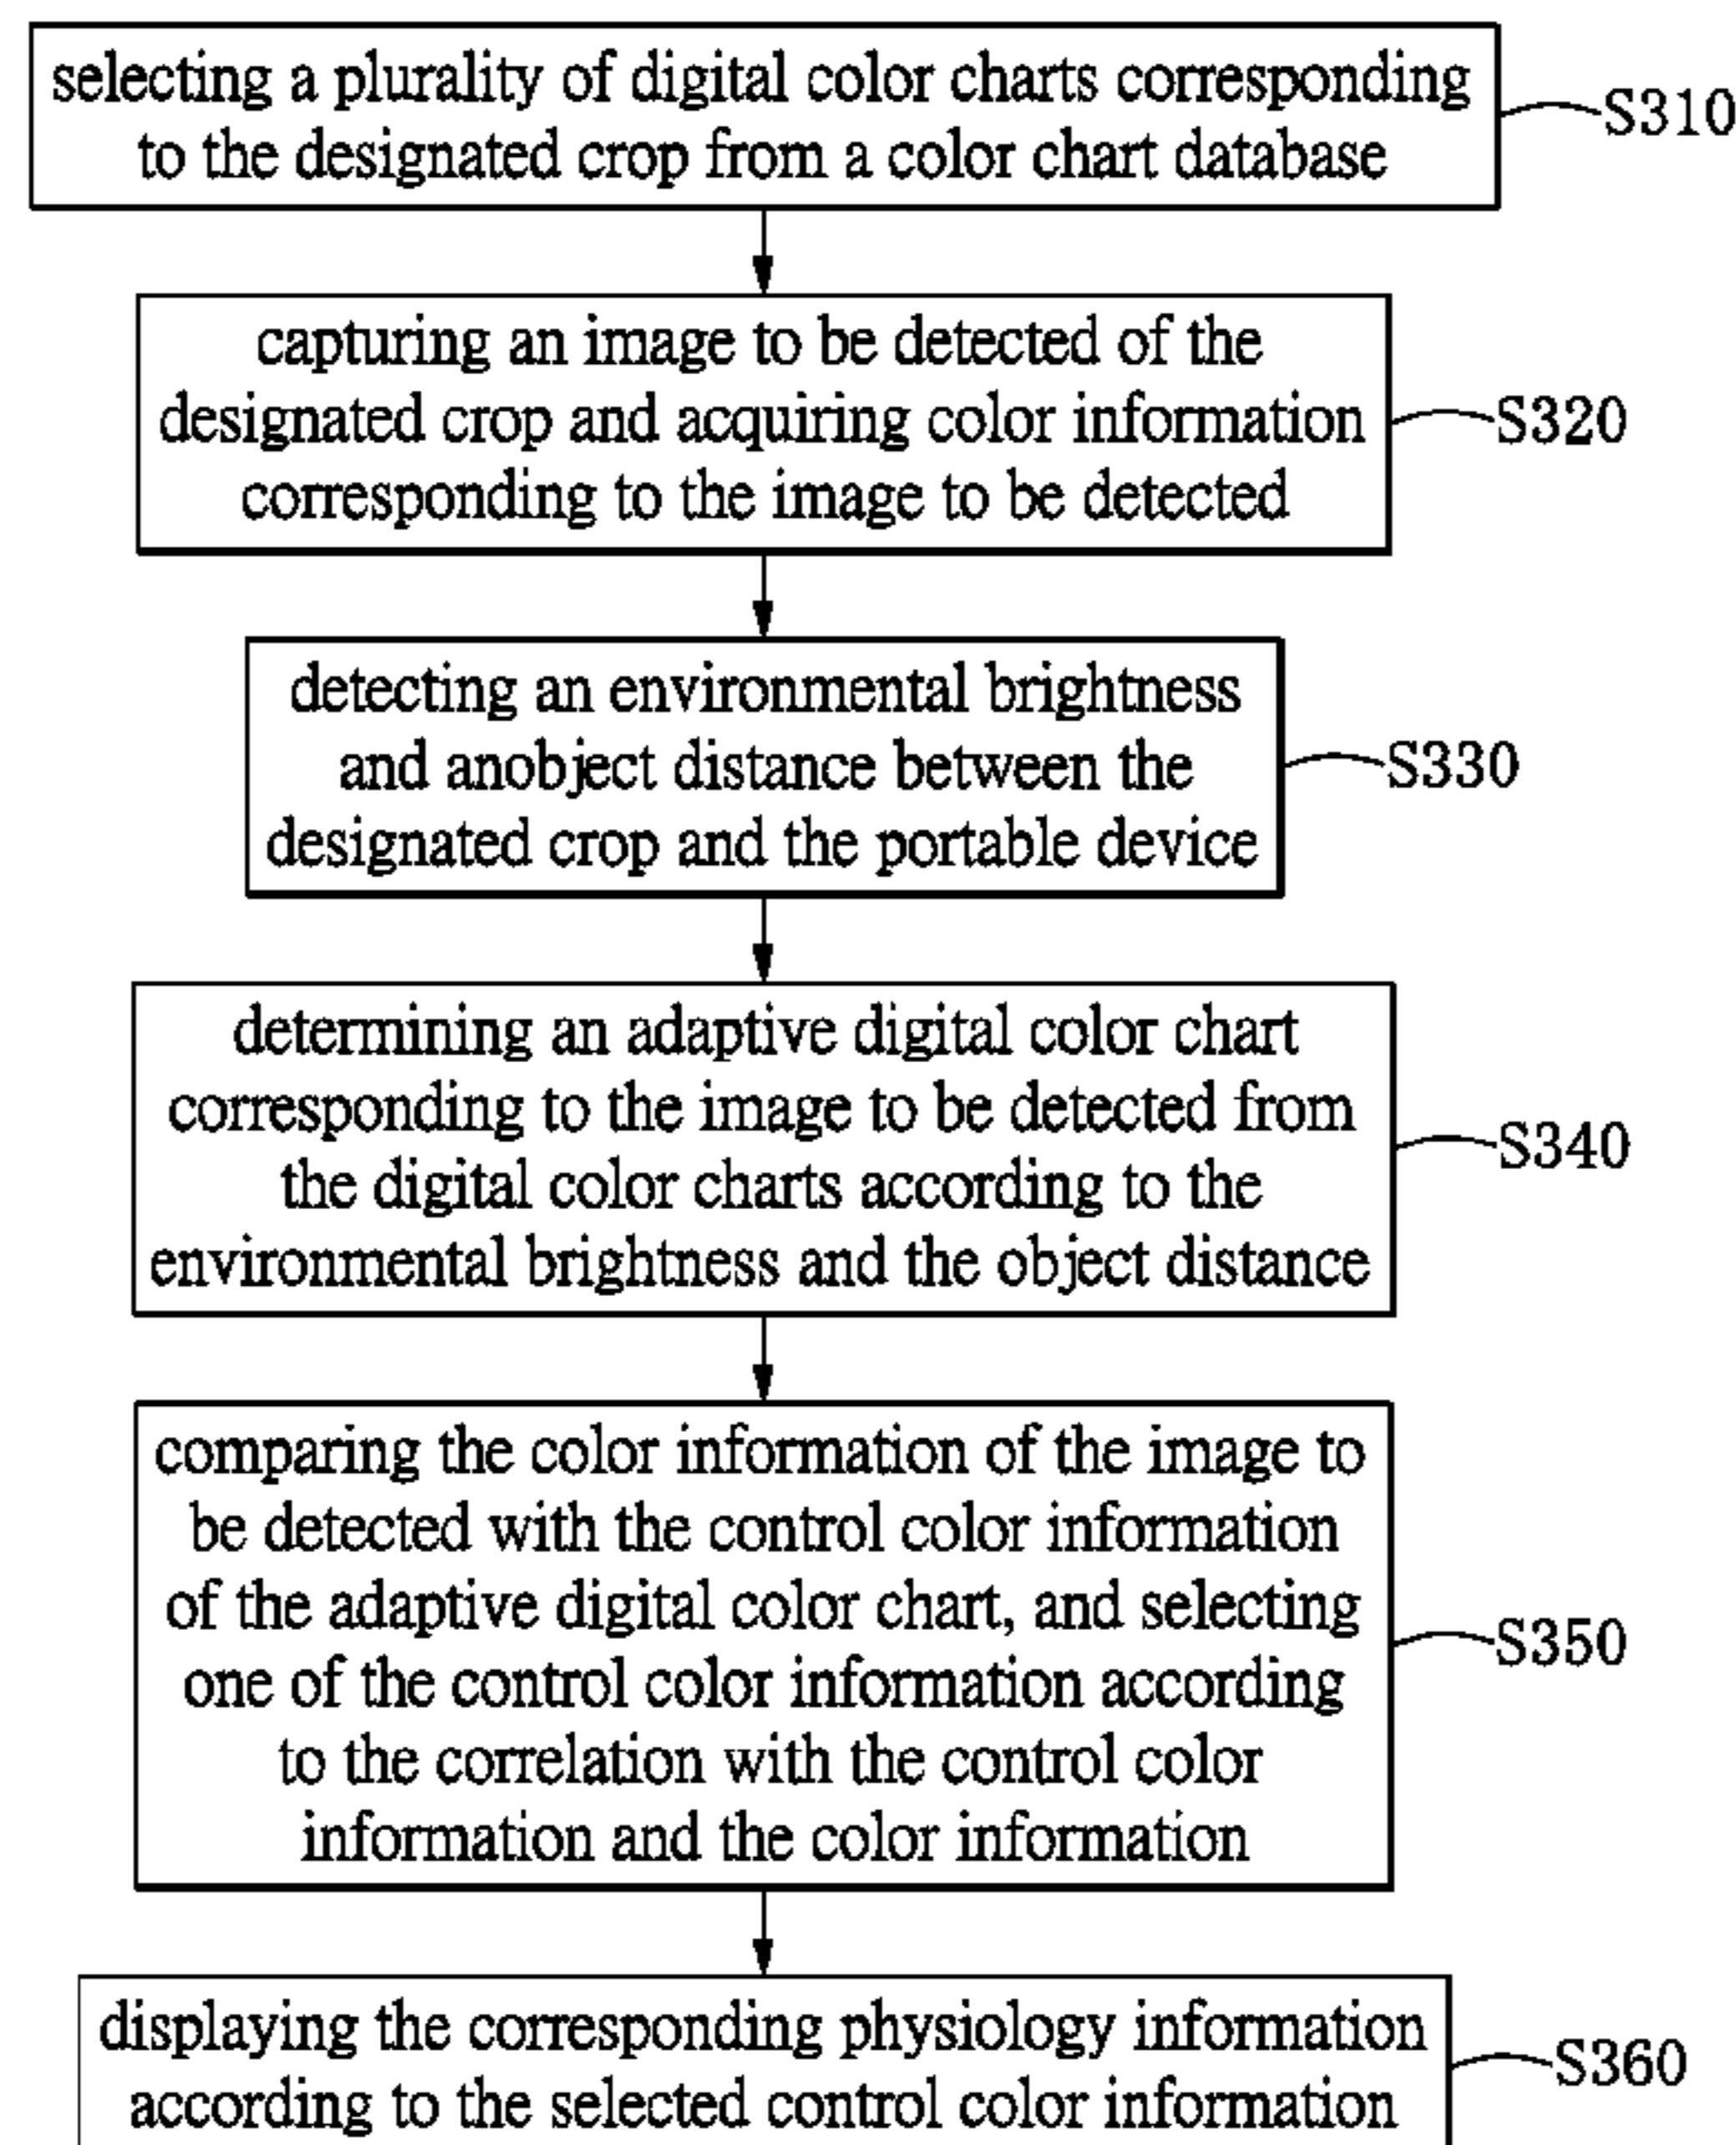 selecting a plurality of digital color charts corresponding
to the designated crop from a color chart database
S310
capturing an image to be detected of the
designated crop and acquiring color information
corresponding to the image to be detected
S320
detecting an environmental brightness
and anobject distance between the
designated crop and the portable device
S330
determining an adaptive digital color chart
corresponding to the image to be detected from
the digital color charts according to the
environmental brightness and the object distance
S340
comparing the color information of the image to
be detected with the control color information
of the adaptive digital color chart, and selecting
one of the control color information according
to the correlation with the control color
information and the color information
S350
displaying the corresponding physiology information
according to the selected control color information
S360